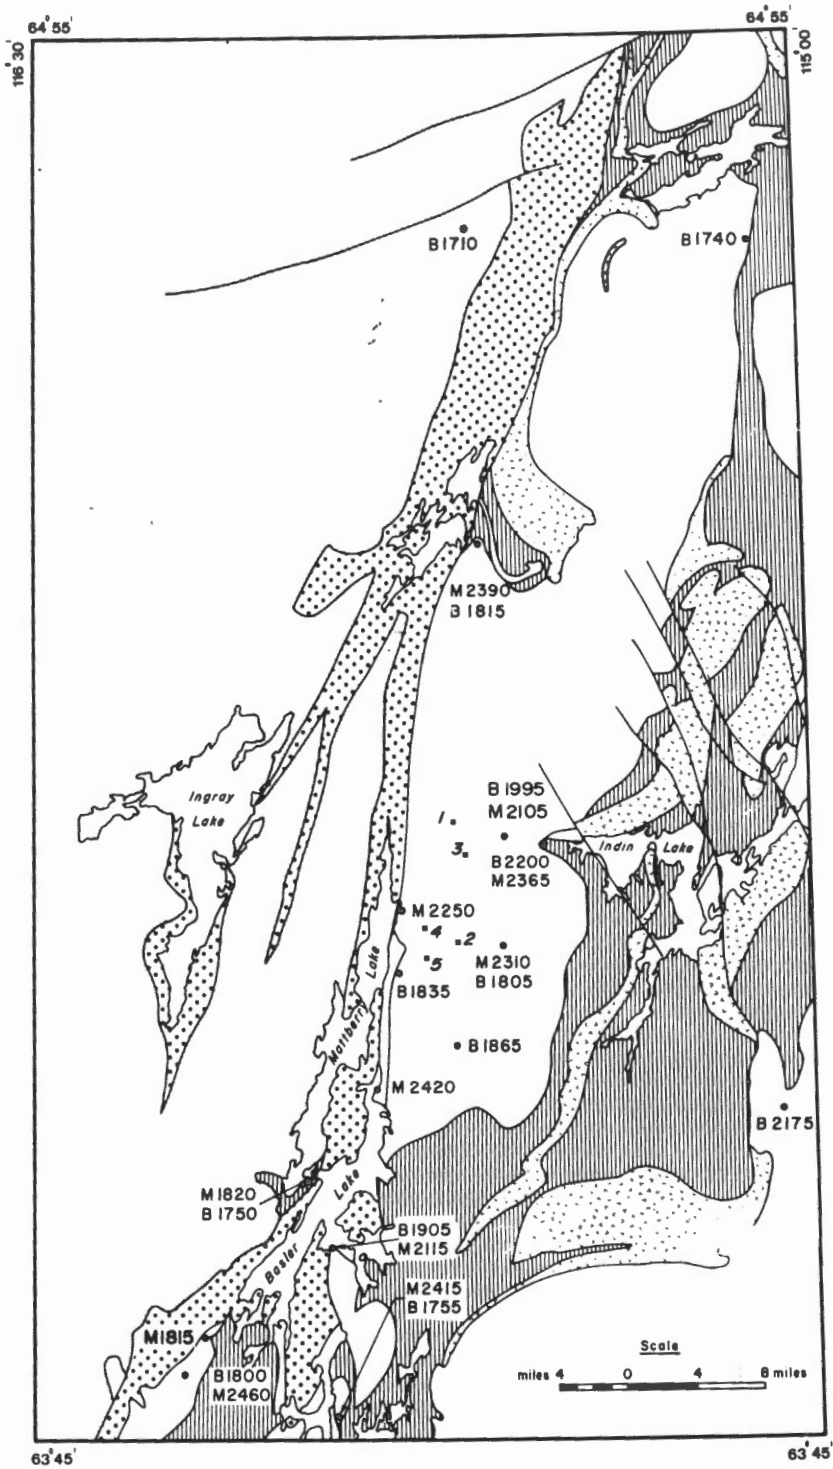 64°55'
64°55'
116°30'
115°00'
B1710
B1740
M2390
B1815
Ingray
Lake
B1995
M2105
1
3
B2200
M2365
Indin Lake
M2250
4
2
5
M2310
B1805
B1835
Mattberry Lake
B1865
M2420
B2175
M1820
B1750
Basler Lake
B1905
M2115
M2415
B1755
M1815
B1800
M2460
Scale
miles 4 0 4 8 miles
63°45'
63°45'